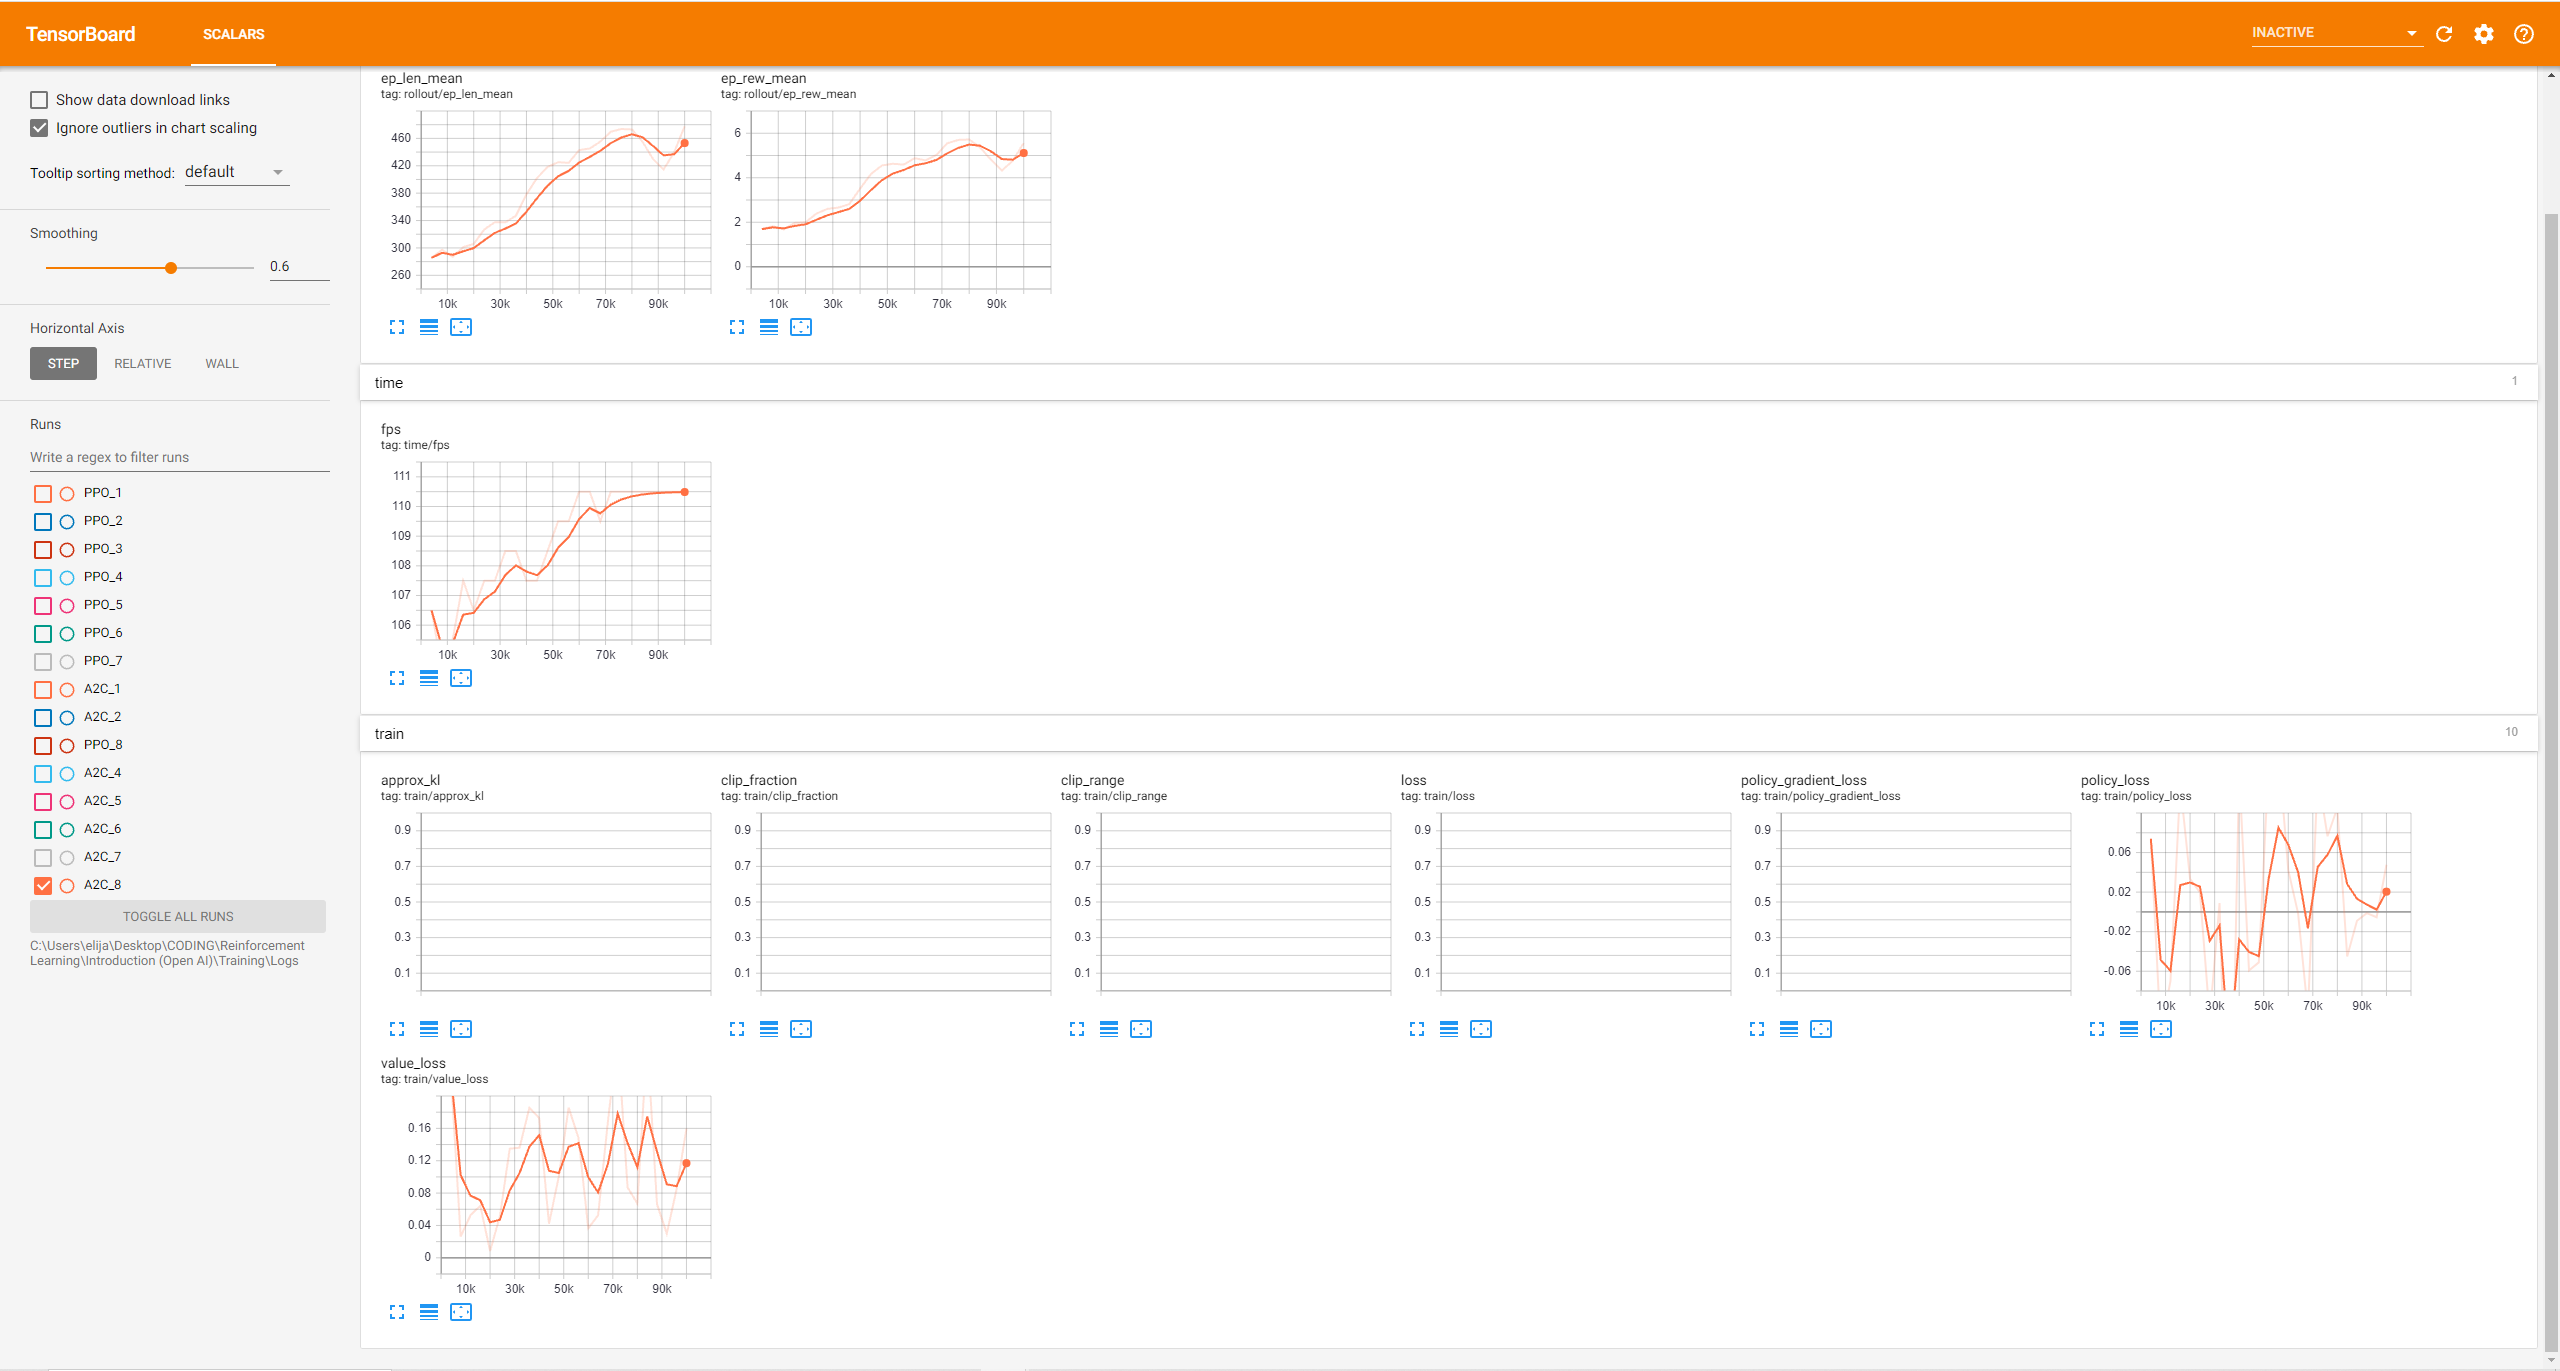 TensorBoard
SCALARS
INACTIVE
Show data download links
Ignore outliers in chart scaling
Tooltip sorting method: default
Smoothing
0.6
Horizontal Axis
STEP RELATIVE WALL
Runs
Write a regex to filter runs
PPO_1
PPO_2
PPO_3
PPO_4
PPO_5
PPO_6
PPO_7
A2C_1
A2C_2
PPO_8
A2C_4
A2C_5
A2C_6
A2C_7
A2C_8
TOGGLE ALL RUNS
C:\Users\elija\Desktop\CODING\Reinforcement
Learning\Introduction (Open AI)\Training\Logs
ep_len_mean
tag: rollout/ep_len_mean
460
420
380
340
300
260
10k 30k 50k 70k 90k
ep_rew_mean
tag: rollout/ep_rew_mean
6
4
2
0
10k 30k 50k 70k 90k
time
1
fps
tag: time/fps
111
110
109
108
107
106
10k 30k 50k 70k 90k
train
10
approx_kl
tag: train/approx_kl
0.9
0.7
0.5
0.3
0.1
clip_fraction
tag: train/clip_fraction
0.9
0.7
0.5
0.3
0.1
clip_range
tag: train/clip_range
0.9
0.7
0.5
0.3
0.1
loss
tag: train/loss
0.9
0.7
0.5
0.3
0.1
policy_gradient_loss
tag: train/policy_gradient_loss
0.9
0.7
0.5
0.3
0.1
policy_loss
tag: train/policy_loss
0.06
0.02
-0.02
-0.06
10k 30k 50k 70k 90k
value_loss
tag: train/value_loss
0.16
0.12
0.08
0.04
0
10k 30k 50k 70k 90k